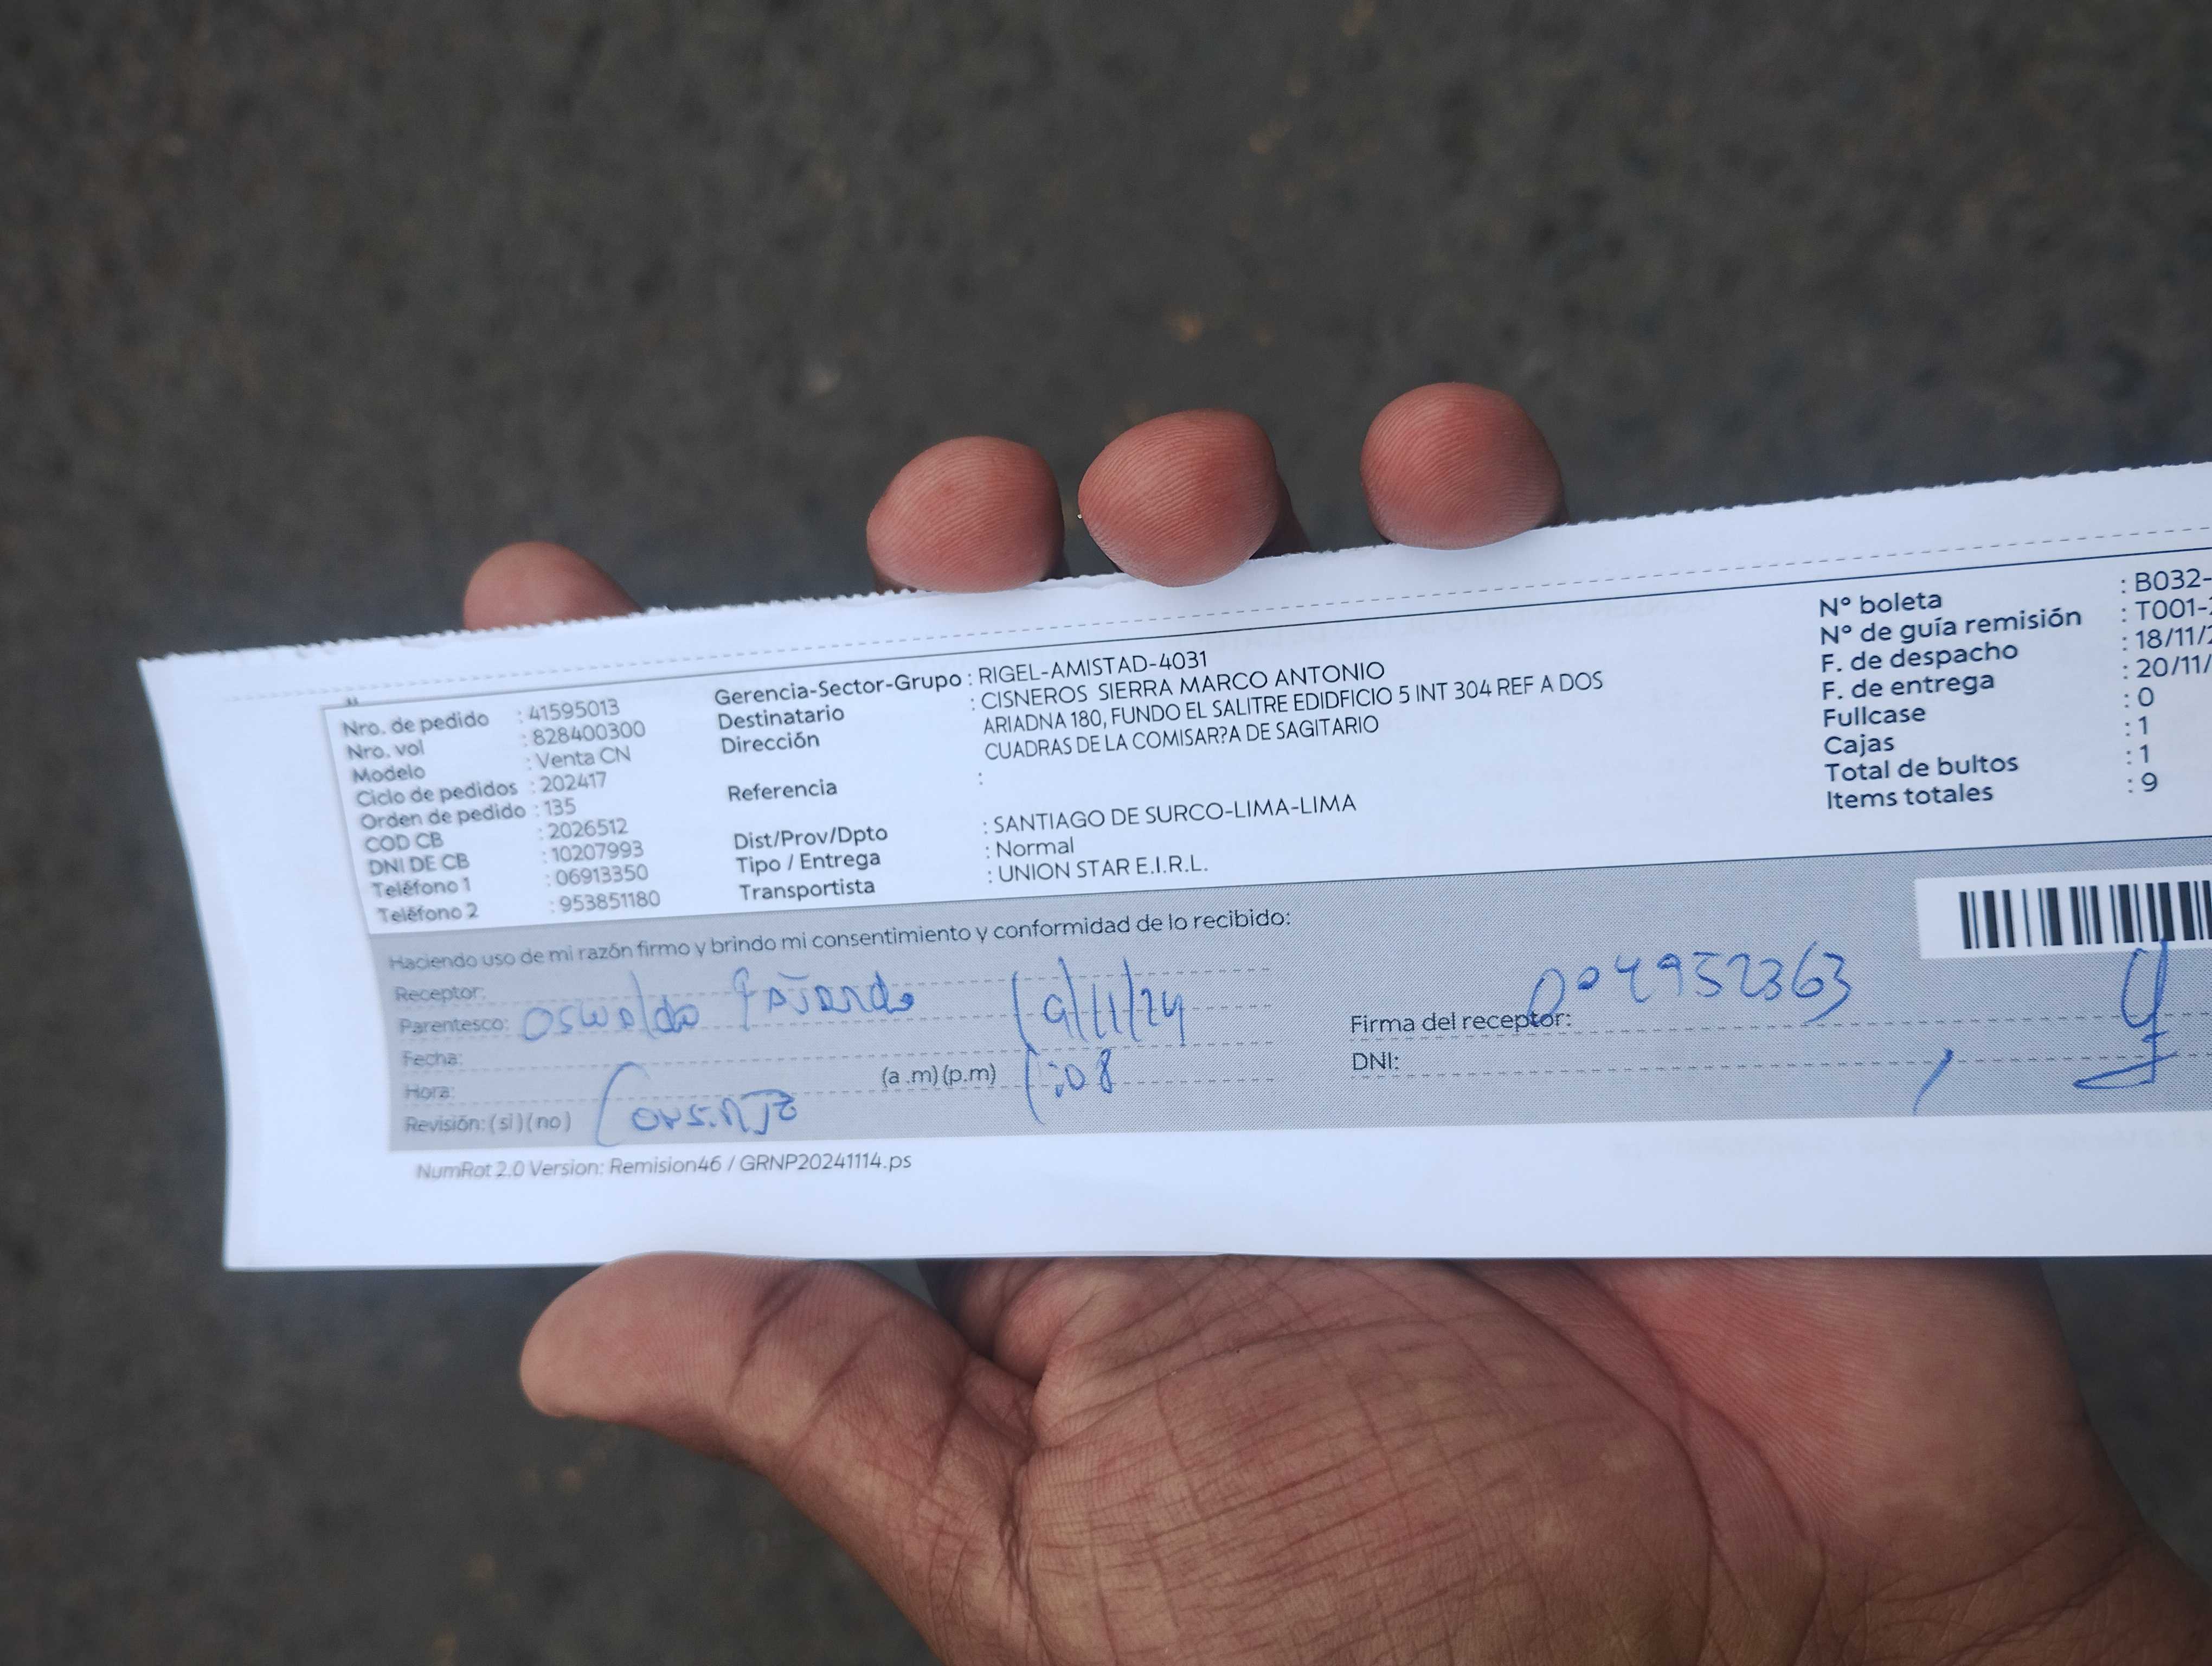 Nro. de pedido : 41595013
Nro. vol : 828400300
Modelo : Venta CN
Ciclo de pedidos : 202417
Orden de pedido : 135
COD CB : 2026512
DNI DE CB : 10207993
Teléfono 1 : 06913350
Teléfono 2 : 953851180
Gerencia-Sector-Grupo : RIGEL-AMISTAD-4031
Destinatario : CISNEROS SIERRA MARCO ANTONIO
Dirección ARIADNA 180, FUNDO EL SALITRE EDIDFICIO 5 INT 304 REF A DOS
CUADRAS DE LA COMISAR?A DE SAGITARIO
Referencia :
Dist/Prov/Dpto : SANTIAGO DE SURCO-LIMA-LIMA
Tipo / Entrega : Normal
Transportista : UNION STAR E.I.R.L.
N° boleta : B032-
N° de guía remisión : T001-
F. de despacho : 18/11/
F. de entrega : 20/11/
Fullcase : 0
Cajas : 1
Total de bultos : 1
Items totales : 9
Haciendo uso de mi razón firmo y brindo mi consentimiento y conformidad de lo recibido:
Receptor:
Parentesco: Oswaldo 19/11/24
Fecha:
Hora: (a .m) (p.m) 1:08
Revisión: (si) (no)
Firma del receptor:
DNI:
NumRot 2.0 Version: Remision46 / GRNP20241114.ps